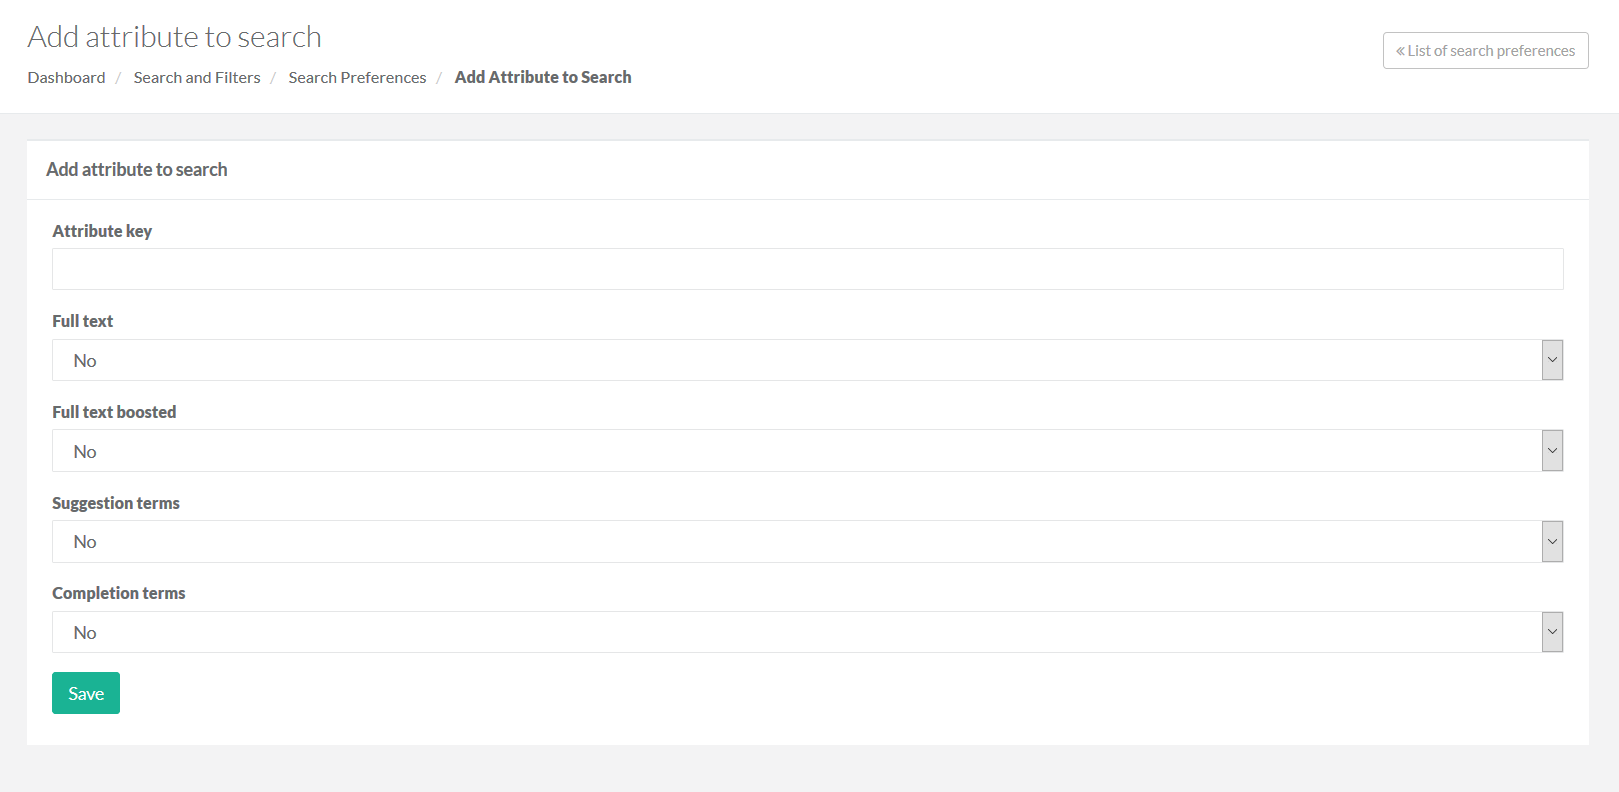 Add attribute to search
« List of search preferences
Dashboard / Search and Filters / Search Preferences / Add Attribute to Search
Add attribute to search
Attribute key
Full text
No
Full text boosted
No
Suggestion terms
No
Completion terms
No
Save